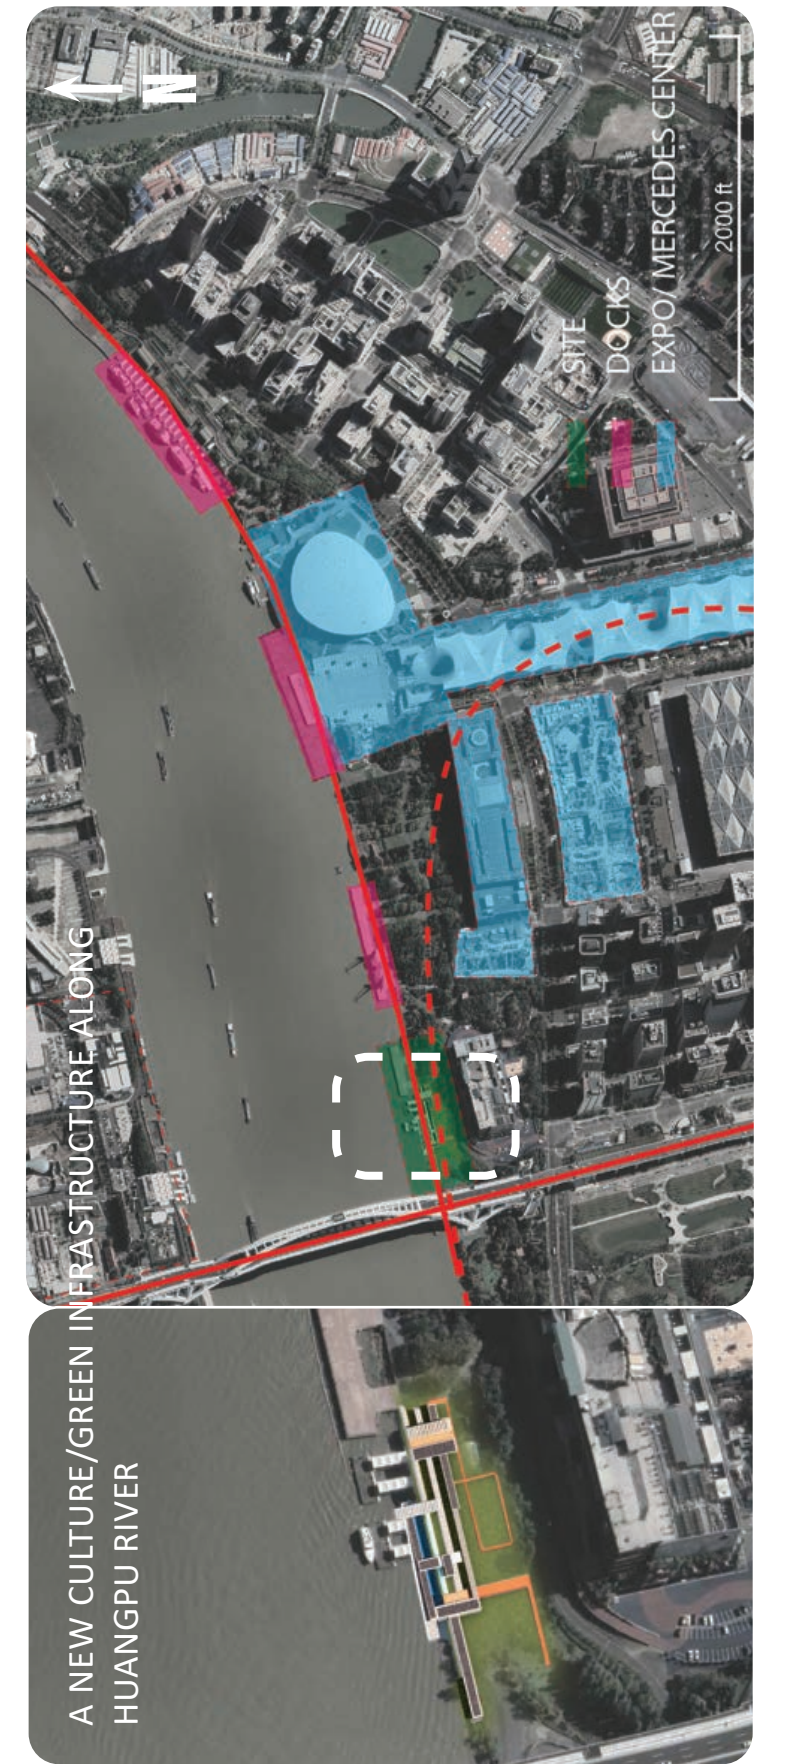 A NEW CULTURE/GREEN INFRASTRUCTURE ALONG
HUANGPU RIVER
N
SITE
DOCKS
EXPO/ MERCEDES CENTER
2000 ft